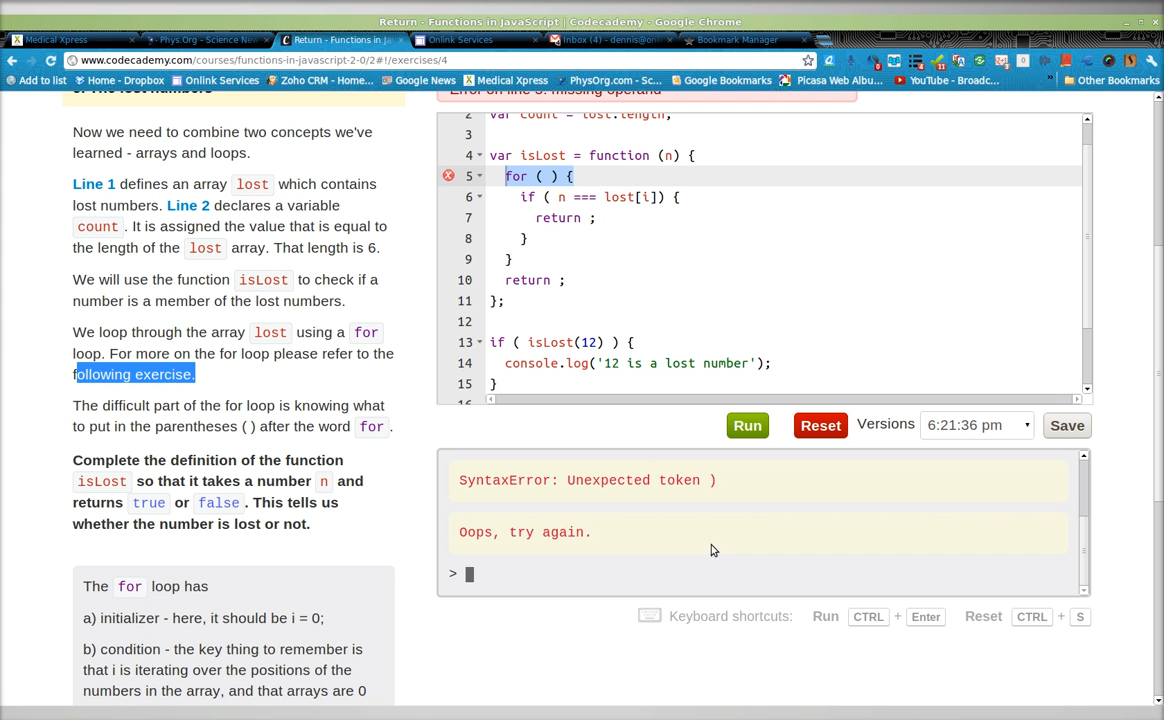 Return - Functions in JavaScript | Codecademy - Google Chrome
Medical Xpress
Phys.Org - Science Nev
Return - Functions in Ja
Onlink Services
Inbox (4) - dennis@on
Bookmark Manager
www.codecademy.com/courses/functions-in-javascript-2-0/2#!/exercises/4
Add to list
Home - Dropbox
Onlink Services
Zoho CRM - Home...
Google News
Medical Xpress
PhysOrg.com - Sc...
Google Bookmarks
Picasa Web Albu...
YouTube - Broadc...
»
Other Bookmarks
Now we need to combine two concepts we've
learned - arrays and loops.
Line 1 defines an array lost which contains
lost numbers. Line 2 declares a variable
count . It is assigned the value that is equal to
the length of the lost array. That length is 6.
We will use the function isLost to check if a
number is a member of the lost numbers.
We loop through the array lost using a for
loop. For more on the for loop please refer to the
following exercise.
The difficult part of the for loop is knowing what
to put in the parentheses ( ) after the word for .
Complete the definition of the function
isLost so that it takes a number n and
returns true or false . This tells us
whether the number is lost or not.
The for loop has
a) initializer - here, it should be i = 0;
b) condition - the key thing to remember is
that i is iterating over the positions of the
numbers in the array, and that arrays are 0
Error on line 5: missing operand
2 var count = lost.length;
3
4 var isLost = function (n) {
5 for ( ) {
6 if ( n === lost[i]) {
7 return ;
8 }
9 }
10 return ;
11 };
12
13 if ( isLost(12) ) {
14 console.log('12 is a lost number');
15 }
16
Run
Reset
Versions
6:21:36 pm
Save
SyntaxError: Unexpected token )
Oops, try again.
>
Keyboard shortcuts: Run CTRL + Enter Reset CTRL + S